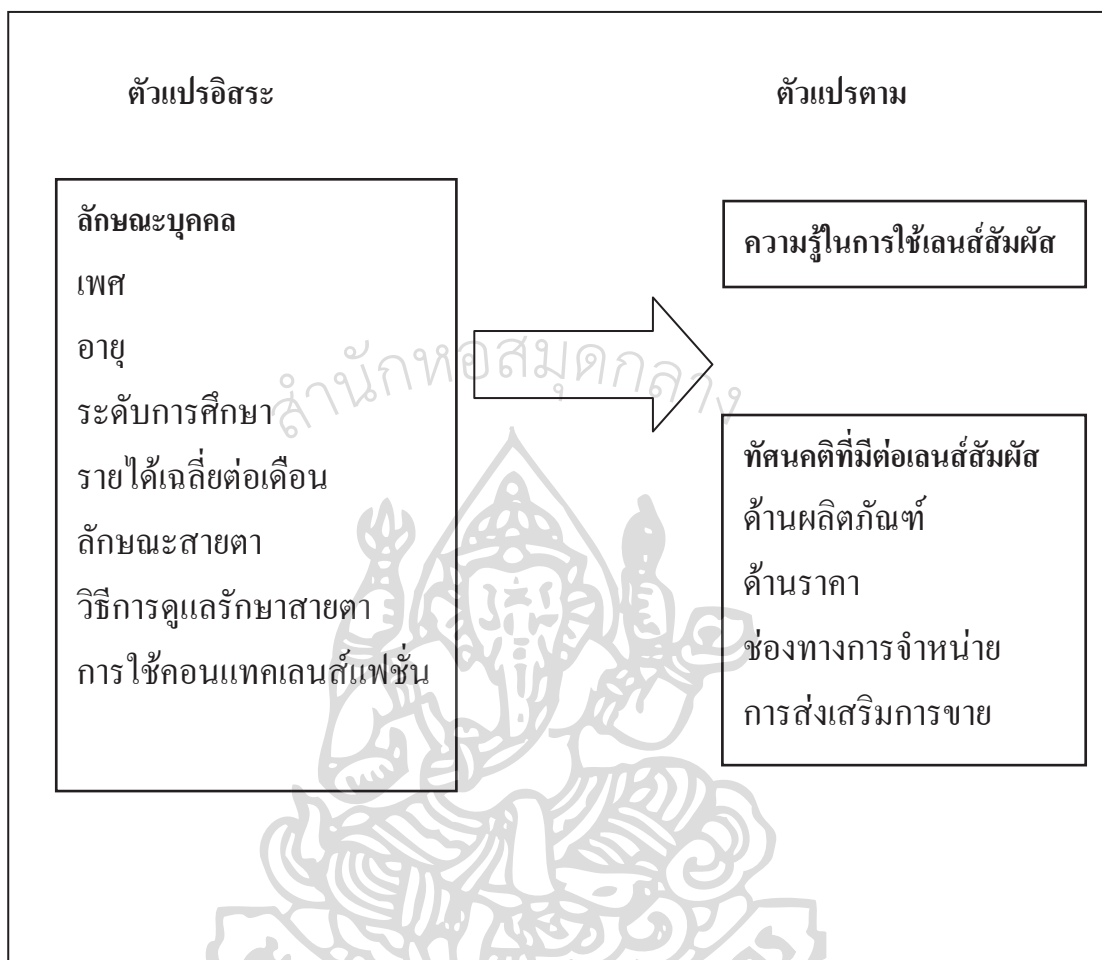 ตัวแปรอิสระ
ตัวแปรตาม
ลักษณะบุคคล
เพศ
อายุ
ระดับการศึกษา
รายได้เฉลี่ยต่อเดือน
ลักษณะสายตา
วิธีการดูแลรักษาสายตา
การใช้คอนแทคเลนส์แฟชั่น
สำนักหอสมุดกลาง
ความรู้ในการใช้เลนส์สัมผัส
ทัศนคติที่มีต่อเลนส์สัมผัส
ด้านผลิตภัณฑ์
ด้านราคา
ช่องทางการจำหน่าย
การส่งเสริมการขาย